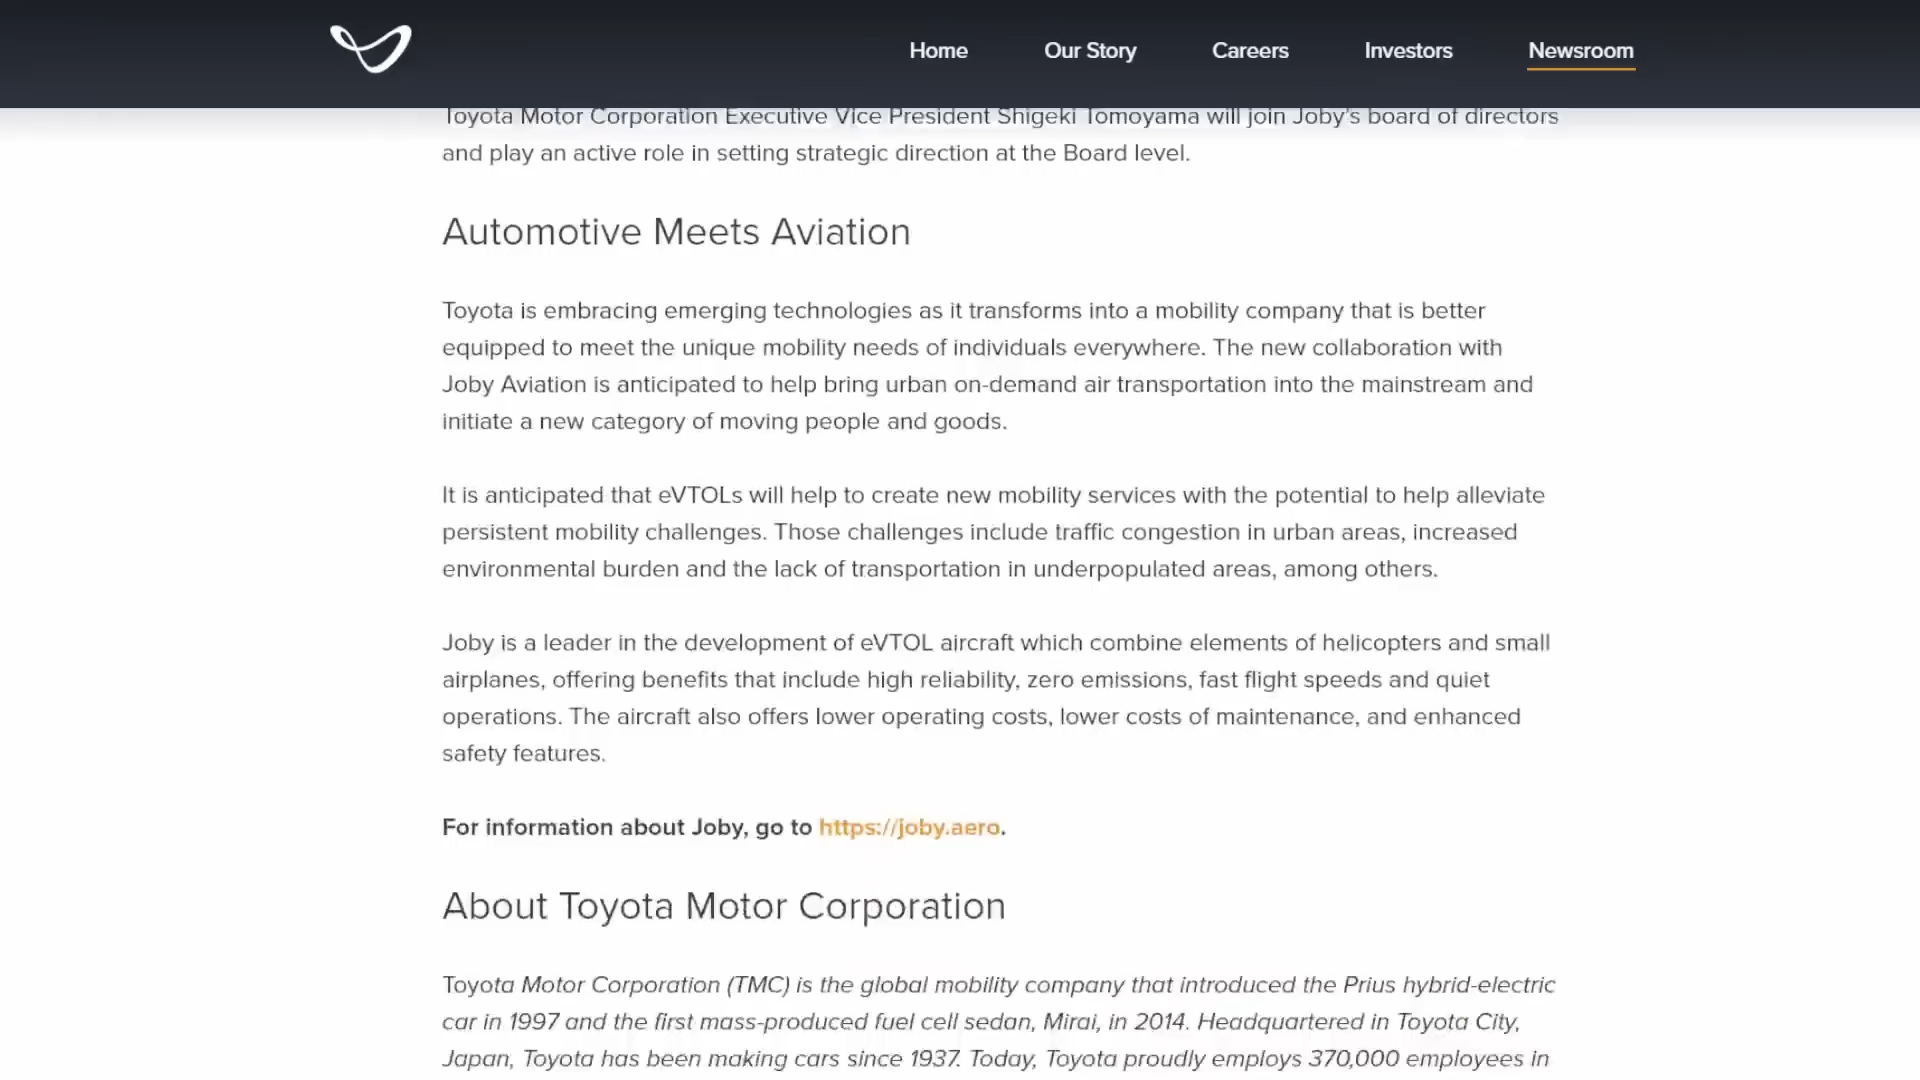 Home
Our Story
Careers
Investors
Newsroom
Toyota Motor Corporation Executive Vice President Shigeki Tomoyama will join Joby's board of directors
and play an active role in setting strategic direction at the Board level.
Automotive Meets Aviation
Toyota is embracing emerging technologies as it transforms into a mobility company that is better
equipped to meet the unique mobility needs of individuals everywhere. The new collaboration with
Joby Aviation is anticipated to help bring urban on-demand air transportation into the mainstream and
initiate a new category of moving people and goods.
It is anticipated that eVTOLs will help to create new mobility services with the potential to help alleviate
persistent mobility challenges. Those challenges include traffic congestion in urban areas, increased
environmental burden and the lack of transportation in underpopulated areas, among others.
Joby is a leader in the development of eVTOL aircraft which combine elements of helicopters and small
airplanes, offering benefits that include high reliability, zero emissions, fast flight speeds and quiet
operations. The aircraft also offers lower operating costs, lower costs of maintenance, and enhanced
safety features.
For information about Joby, go to https://joby.aero.
About Toyota Motor Corporation
Toyota Motor Corporation (TMC) is the global mobility company that introduced the Prius hybrid-electric
car in 1997 and the first mass-produced fuel cell sedan, Mirai, in 2014. Headquartered in Toyota City,
Japan, Toyota has been making cars since 1937. Today, Toyota proudly employs 370,000 employees in